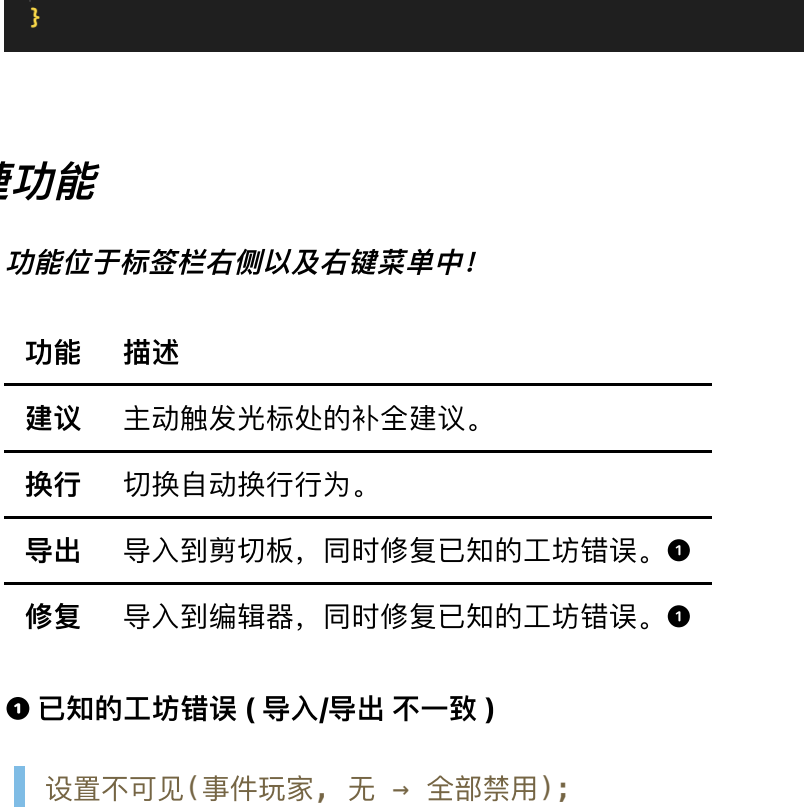 }
捷功能
功能位于标签栏右侧以及右键菜单中！
功能 描述
建议 主动触发光标处的补全建议。
换行 切换自动换行行为。
导出 导入到剪切板，同时修复已知的工坊错误。❶
修复 导入到编辑器，同时修复已知的工坊错误。❶
❶ 已知的工坊错误 ( 导入/导出 不一致 )
设置不可见(事件玩家, 无 → 全部禁用);